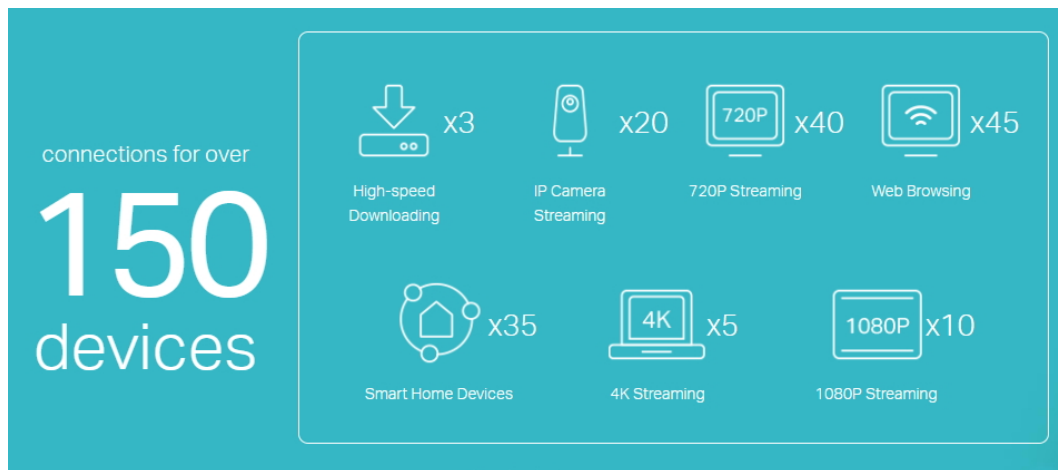 connections for over
150
devices
x3
High-speed
Downloading
x20
IP Camera
Streaming
720P
x40
720P Streaming
x45
Web Browsing
x35
Smart Home Devices
4K
x5
4K Streaming
1080P
x10
1080P Streaming